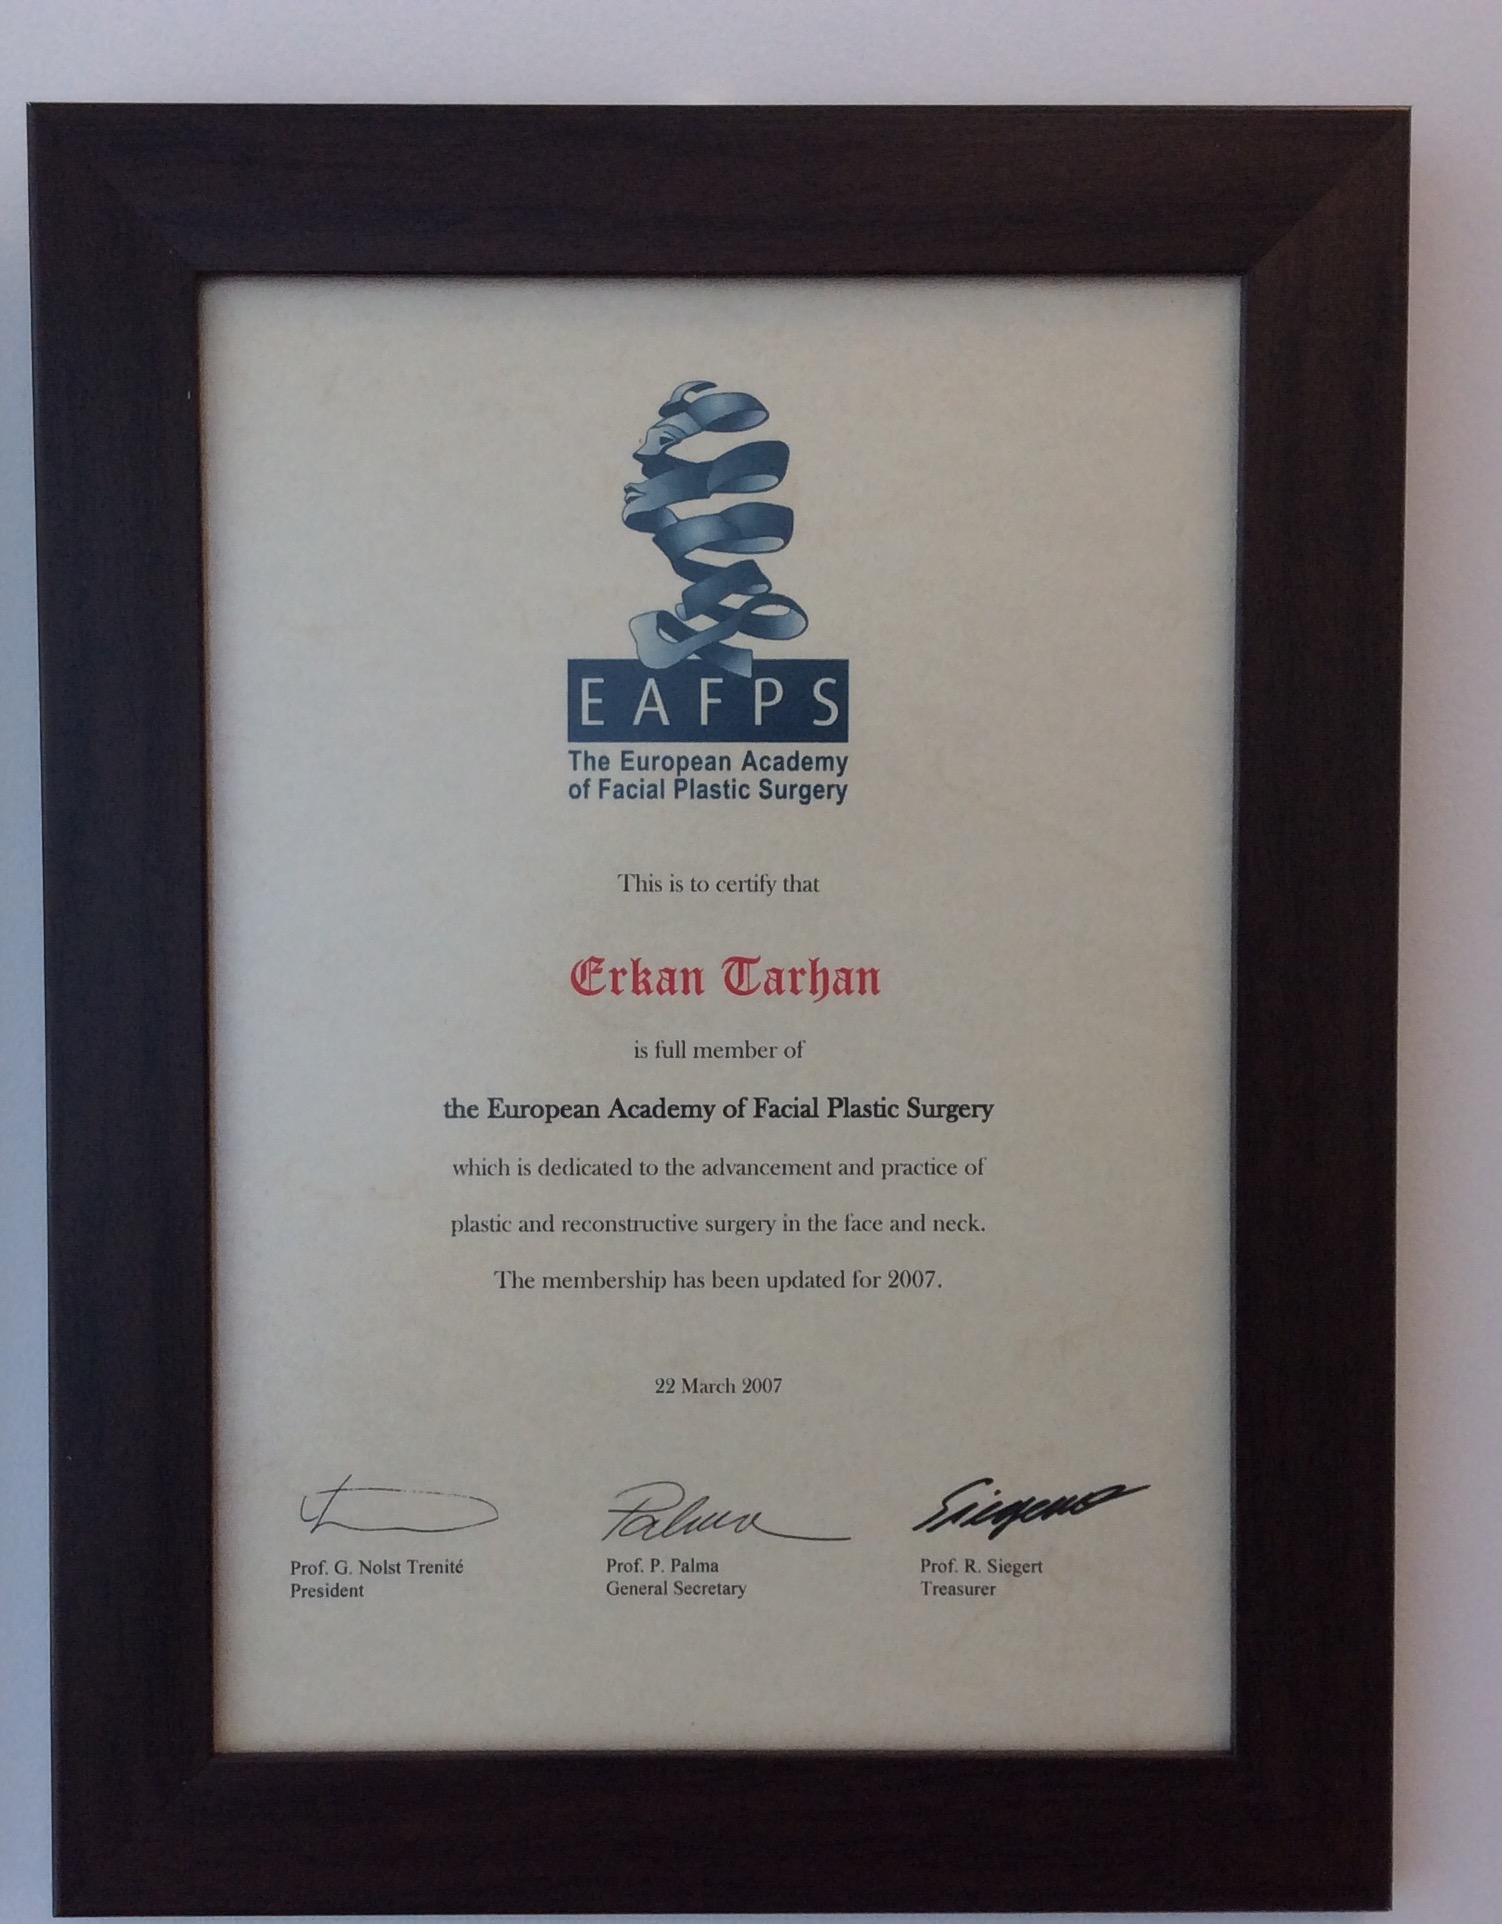 EAFPS
The European Academy
of Facial Plastic Surgery
This is to certify that
Erkan Tarhan
is full member of
the European Academy of Facial Plastic Surgery
which is dedicated to the advancement and practice of
plastic and reconstructive surgery in the face and neck.
The membership has been updated for 2007.
22 March 2007
Palma
Prof. G. Nolst Trenité
President
Prof. P. Palma
General Secretary
Prof. R. Siegert
Treasurer